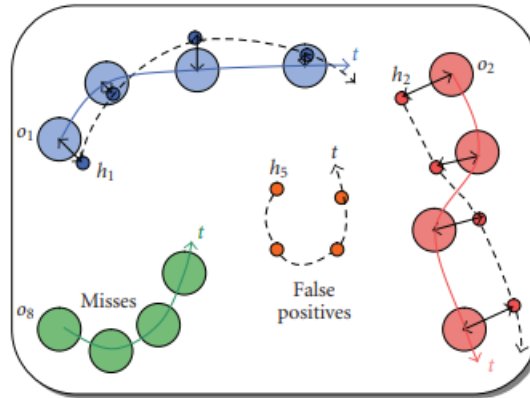 t
o₂
h₂
o₁
h₁
t
h₅
t
Misses
o₈
False
positives
t